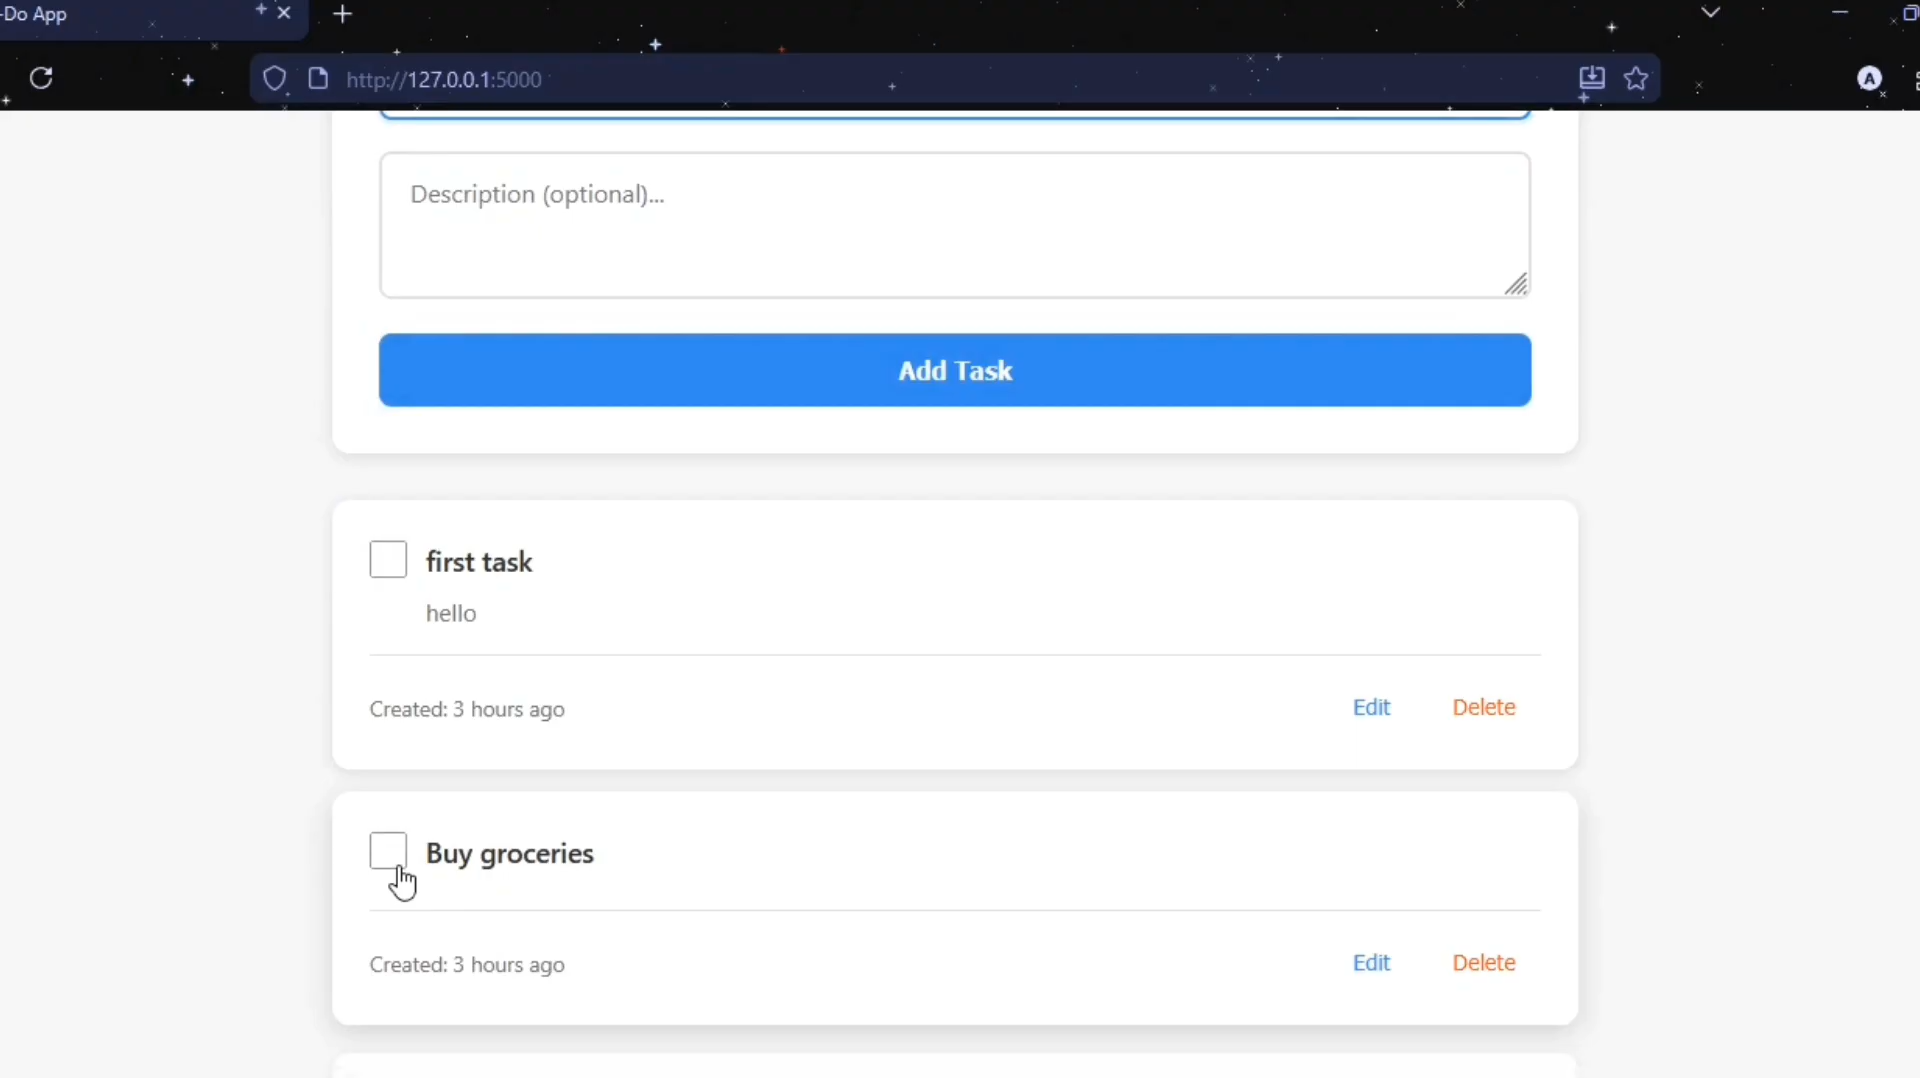 -Do App
http://127.0.0.1:5000
A
Description (optional)...
Add Task
first task
hello
Created: 3 hours ago
Edit
Delete
Buy groceries
Created: 3 hours ago
Edit
Delete